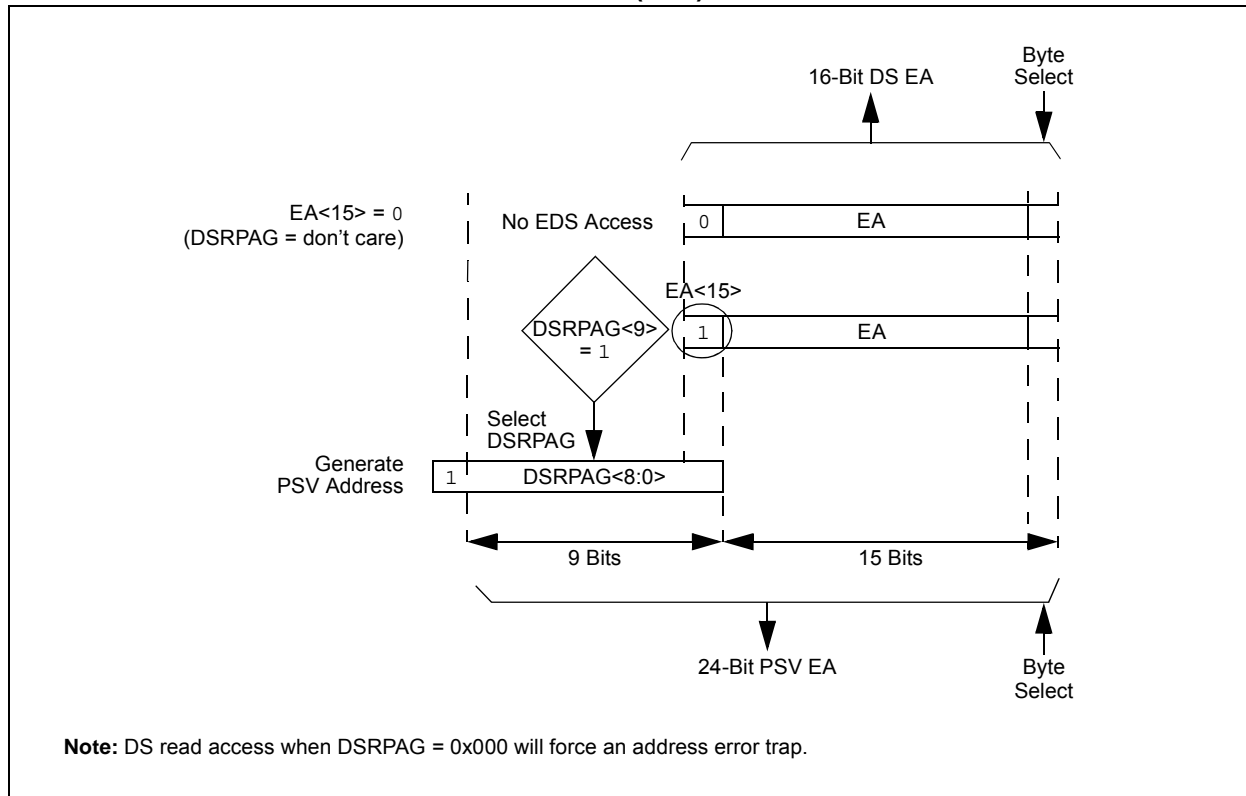 16-Bit DS EA
Byte
Select
EA<15> = 0
(DSRPAG = don't care)
No EDS Access
0
EA
EA<15>
DSRPAG<9>
= 1
1
EA
Select
DSRPAG
Generate
PSV Address
1
DSRPAG<8:0>
9 Bits
15 Bits
24-Bit PSV EA
Byte
Select
Note: DS read access when DSRPAG = 0x000 will force an address error trap.